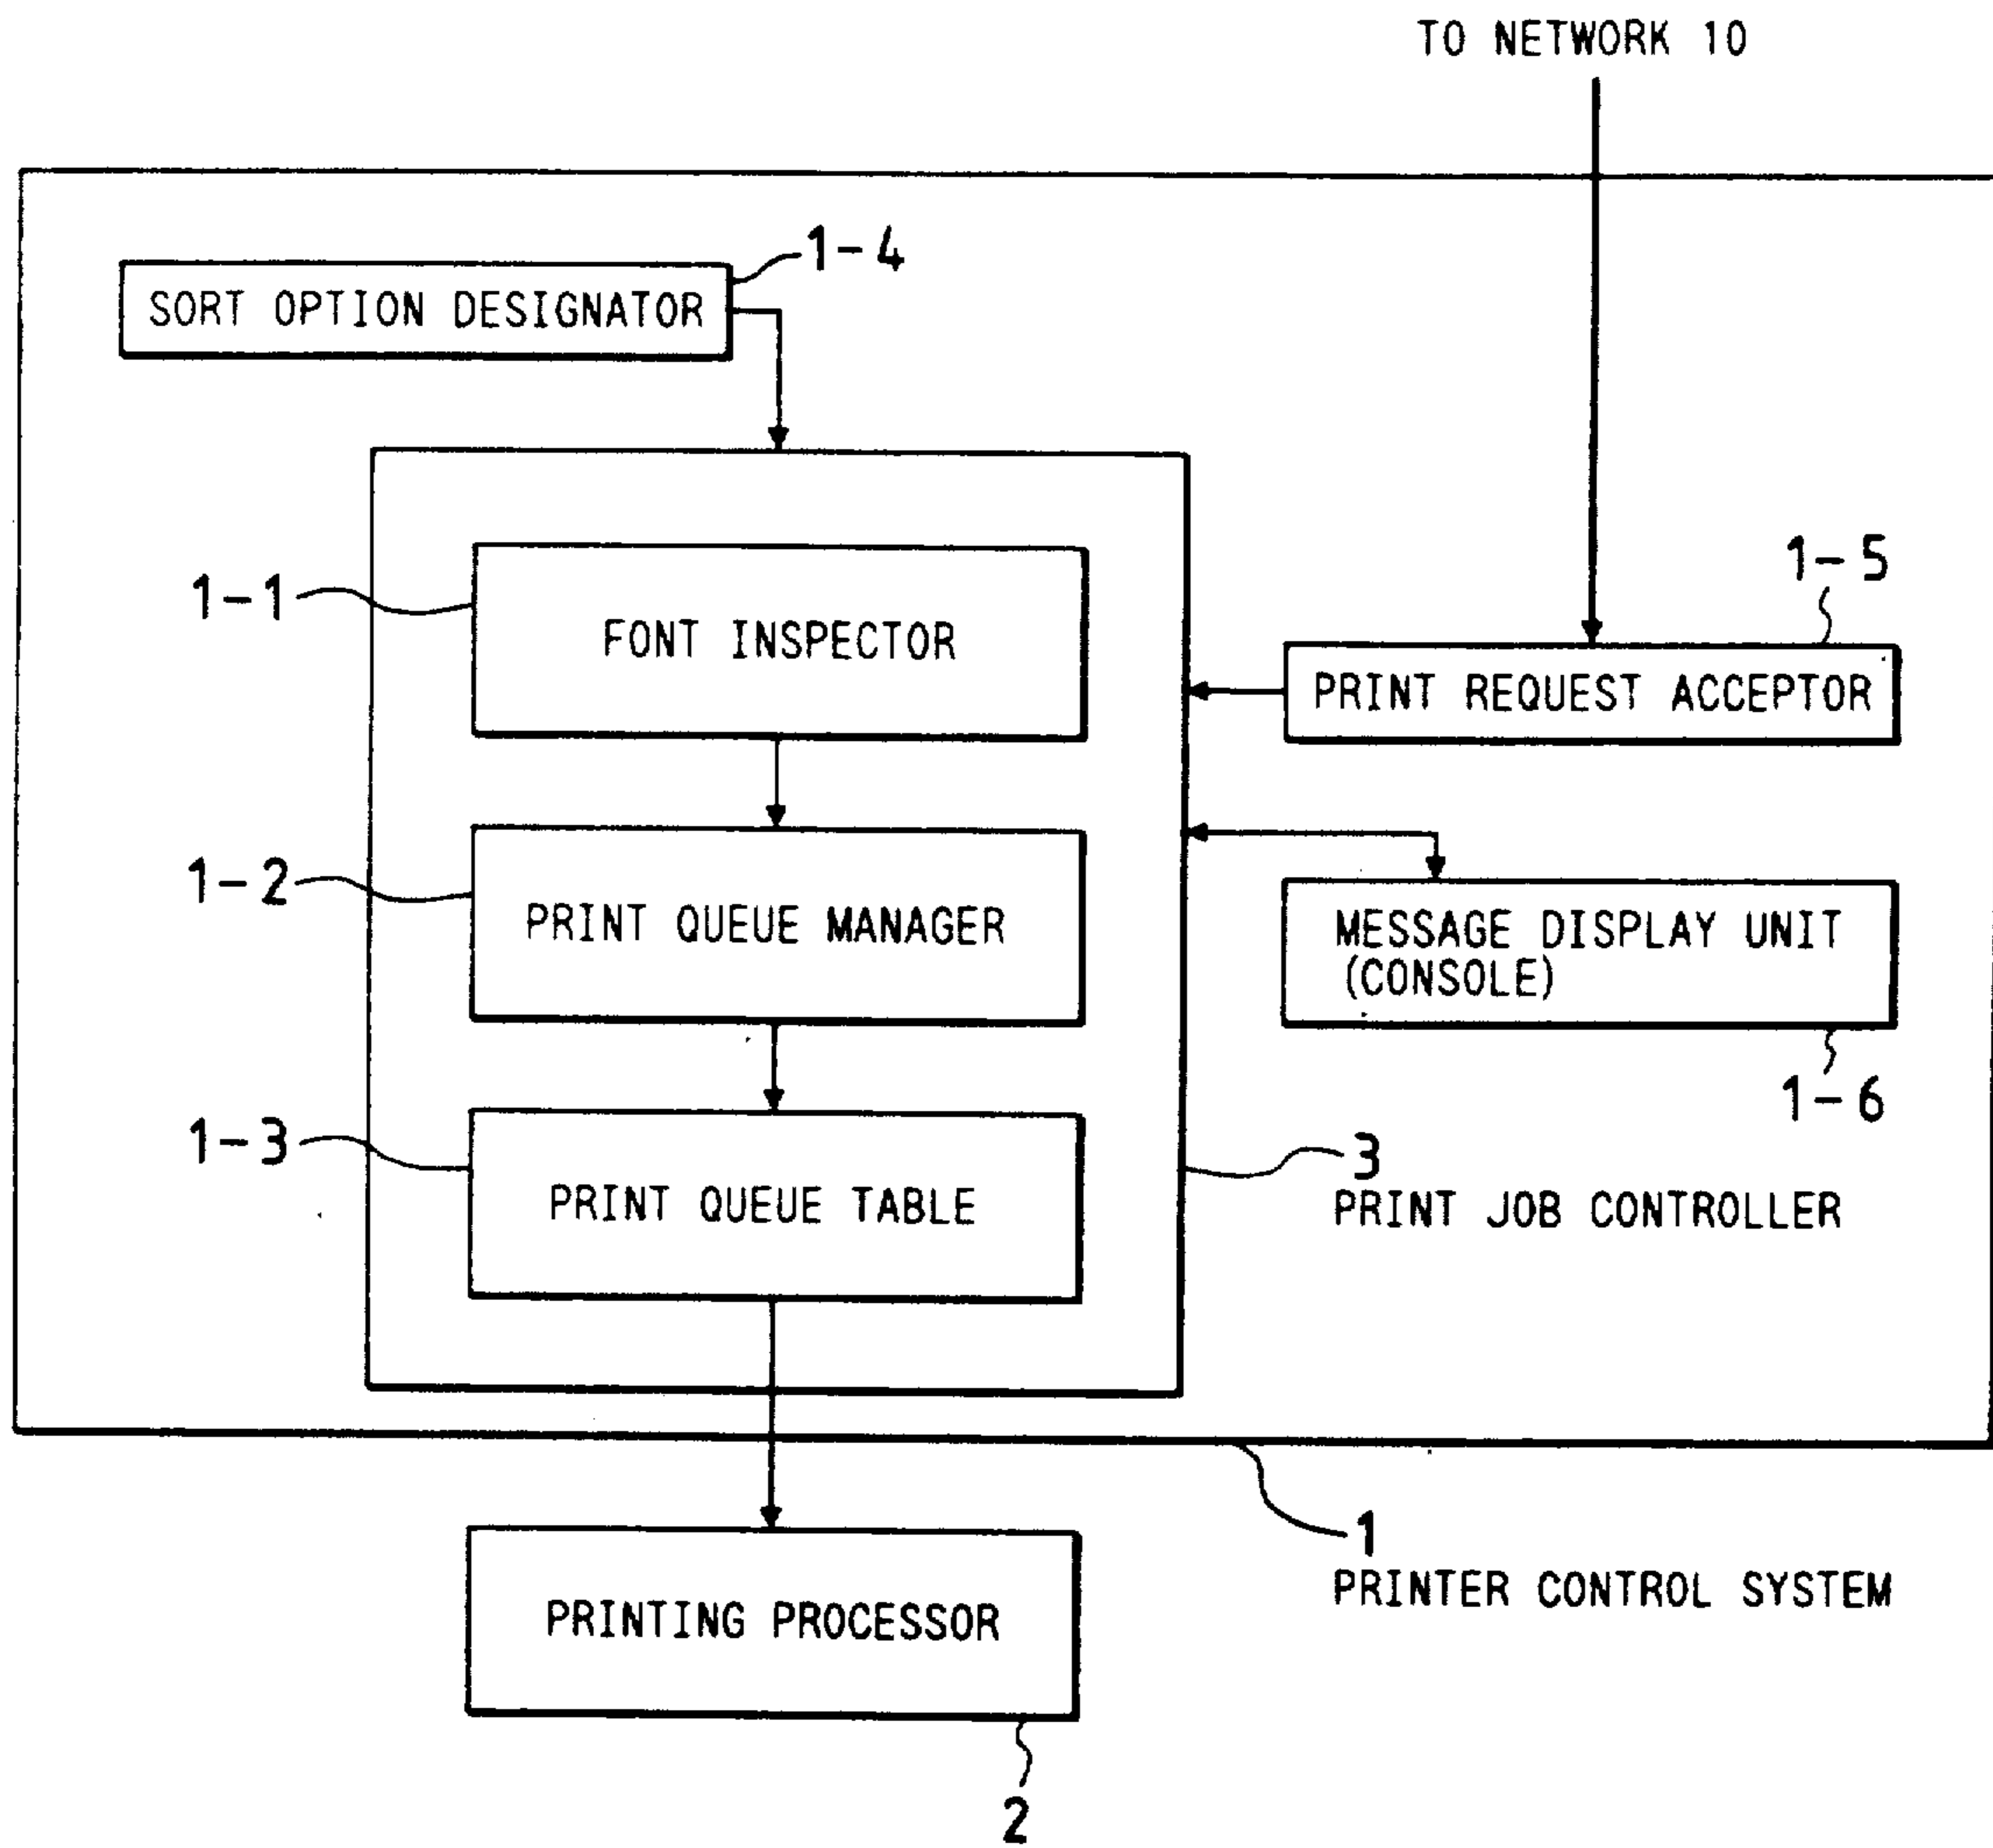 TO NETWORK 10
1-4
SORT OPTION DESIGNATOR
1-1
FONT INSPECTOR
1-5
PRINT REQUEST ACCEPTOR
1-2
PRINT QUEUE MANAGER
MESSAGE DISPLAY UNIT
(CONSOLE)
1-6
1-3
PRINT QUEUE TABLE
3
PRINT JOB CONTROLLER
1
PRINTER CONTROL SYSTEM
PRINTING PROCESSOR
2